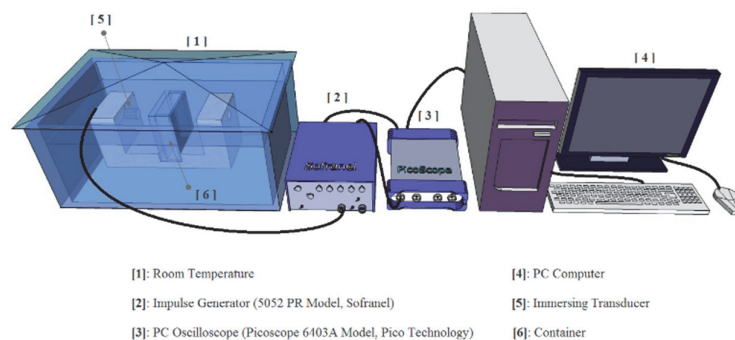 [5]
[1]
[2]
[3]
[4]
[6]
Sofranel
PicoScope
[1]: Room Temperature
[2]: Impulse Generator (5052 PR Model, Sofranel)
[3]: PC Oscilloscope (Picoscope 6403A Model, Pico Technology)
[4]: PC Computer
[5]: Immersing Transducer
[6]: Container